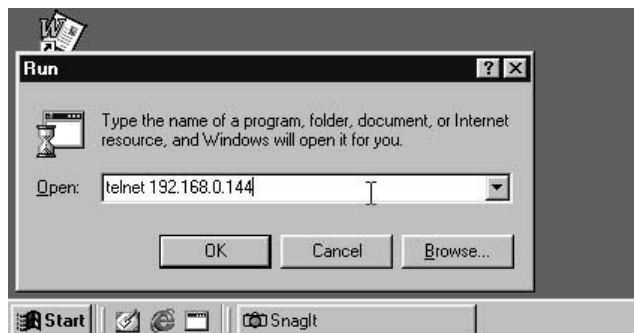 W
Run
Type the name of a program, folder, document, or Internet
resource, and Windows will open it for you.
Open: telnet 192.168.0.144
OK Cancel Browse...
Start SnagIt